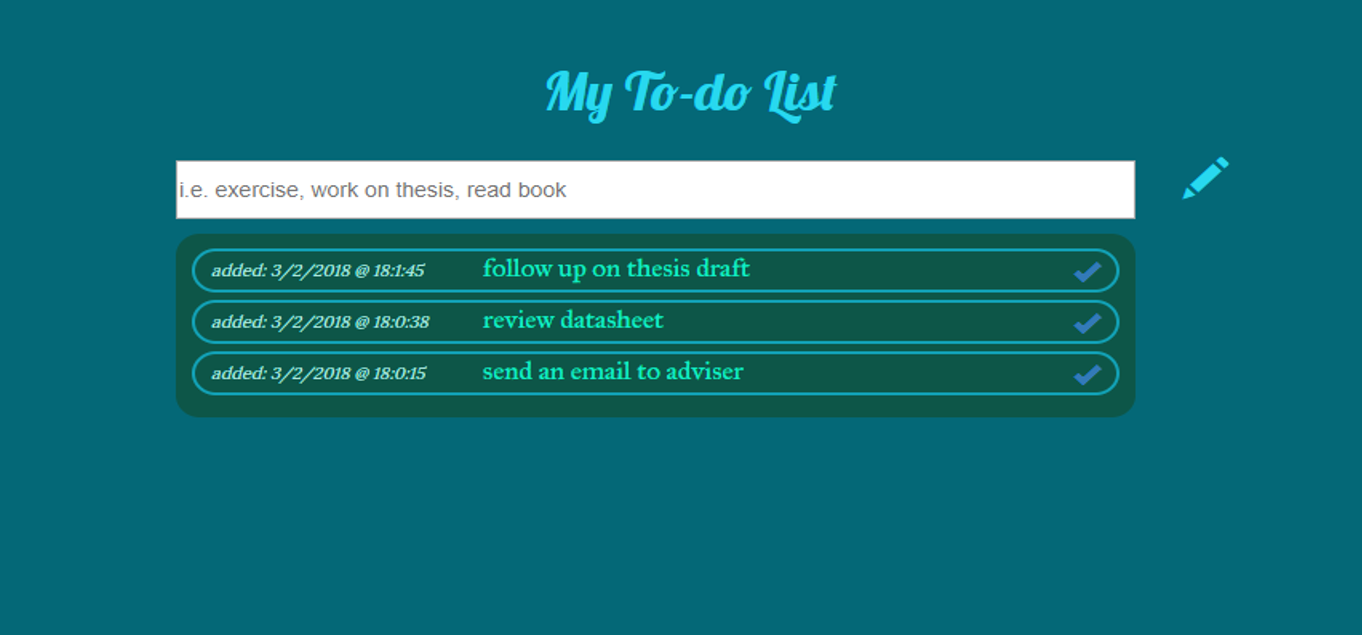 My To-do List
i.e. exercise, work on thesis, read book
added: 3/2/2018 @ 18:1:45 follow up on thesis draft
added: 3/2/2018 @ 18:0:38 review datasheet
added: 3/2/2018 @ 18:0:15 send an email to adviser